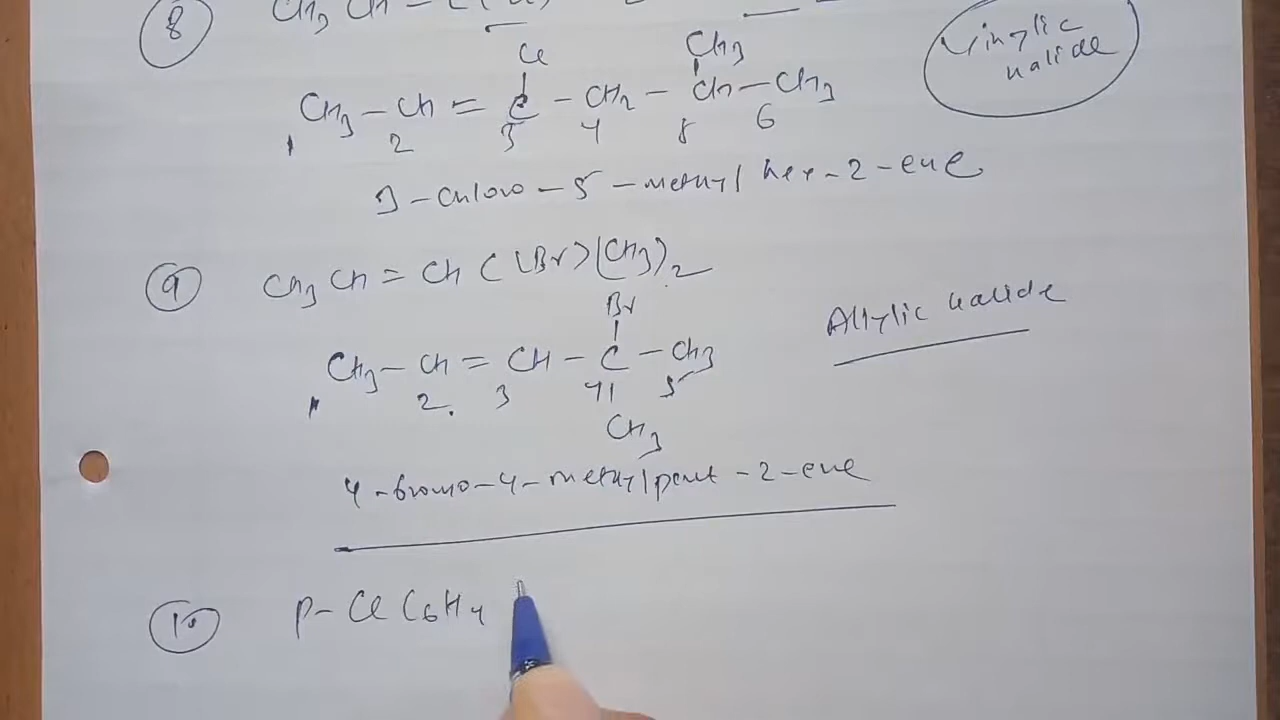 8
Vinylic halide
Cl CH3
CH3 - CH = C - CH2 - CH - CH3
1 2 3 4 5 6
3-chloro-5-methyl hex-2-ene
9 CH3 CH = CH C (Br)(CH3)2
Br
CH3 - CH = CH - C - CH3
1 2 3 4 5
CH3
Allylic halide
4-bromo-4-methylpent-2-ene
10 p-Cl C6H4